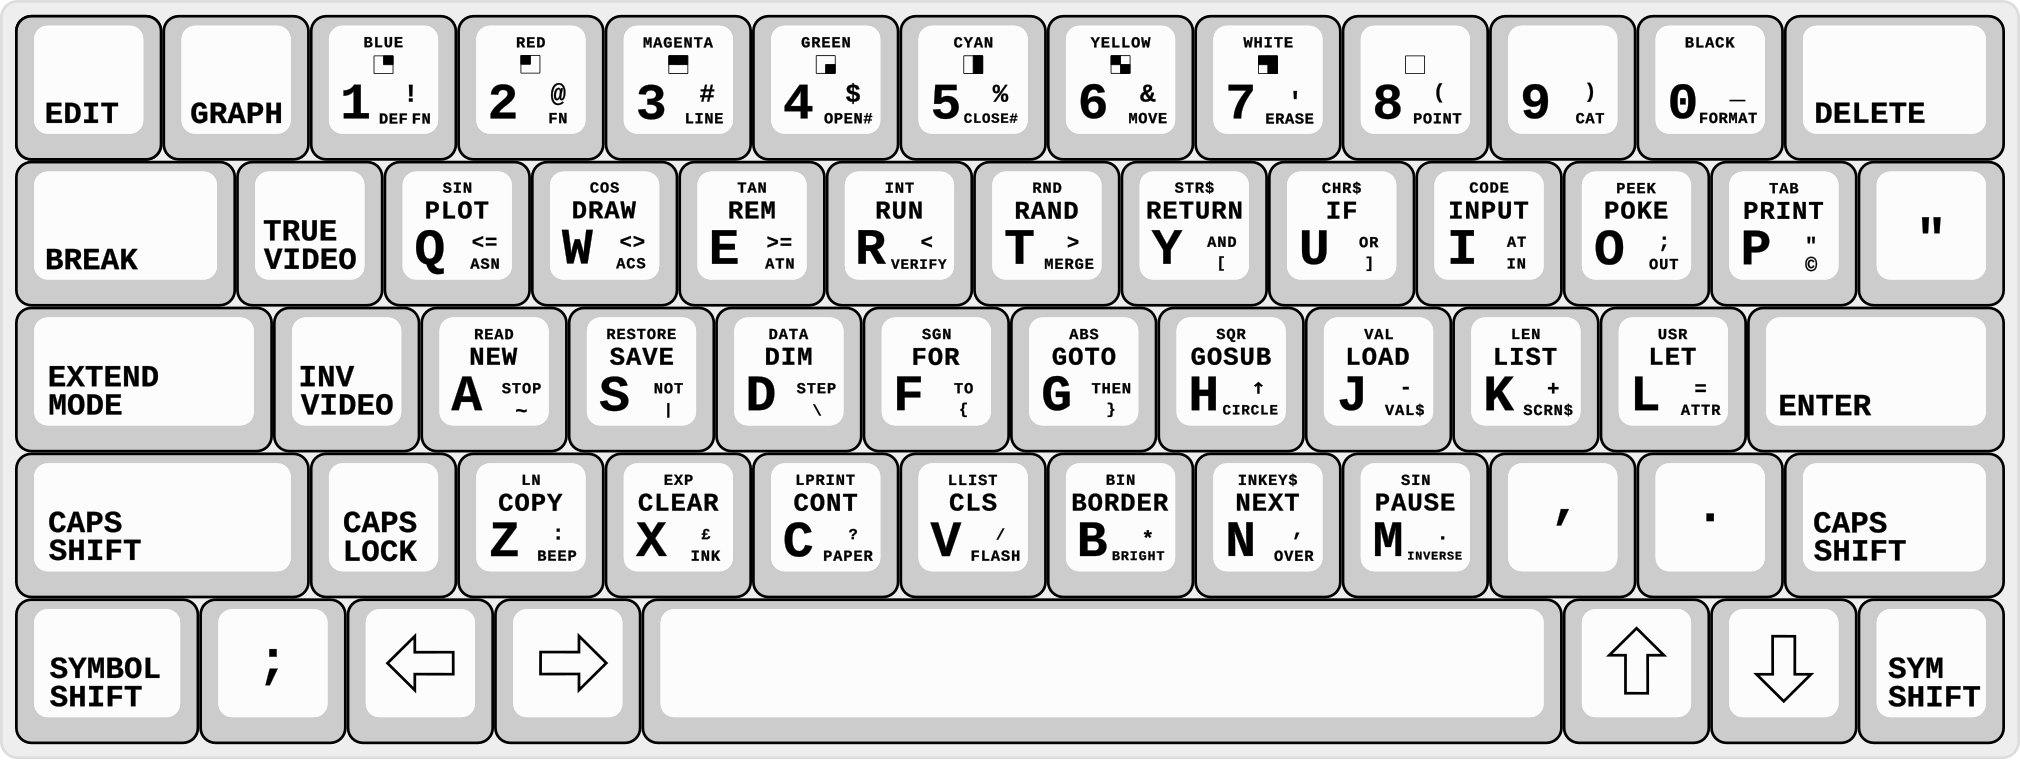 EDIT
GRAPH
BLUE
1 !
DEF FN
RED
2 @
FN
MAGENTA
3 #
LINE
GREEN
4 $
OPEN#
CYAN
5 %
CLOSE#
YELLOW
6 &
MOVE
WHITE
7 '
ERASE
8 (
POINT
9 )
CAT
BLACK
0 _
FORMAT
DELETE
BREAK
TRUE
VIDEO
SIN
PLOT
Q <=
ASN
COS
DRAW
W <>
ACS
TAN
REM
E >=
ATN
INT
RUN
R <
VERIFY
RND
RAND
T >
MERGE
STR$
RETURN
Y AND
[
CHR$
IF
U OR
]
CODE
INPUT
I AT
IN
PEEK
POKE
O ;
OUT
TAB
PRINT
P "
©
"
EXTEND
MODE
INV
VIDEO
READ
NEW
A STOP
~
RESTORE
SAVE
S NOT
|
DATA
DIM
D STEP
\
SGN
FOR
F TO
{
ABS
GOTO
G THEN
}
SQR
GOSUB
H ↑
CIRCLE
VAL
LOAD
J -
VAL$
LEN
LIST
K +
SCRN$
USR
LET
L =
ATTR
ENTER
CAPS
SHIFT
CAPS
LOCK
LN
COPY
Z :
BEEP
EXP
CLEAR
X £
INK
LPRINT
CONT
C ?
PAPER
LLIST
CLS
V /
FLASH
BIN
BORDER
B *
BRIGHT
INKEY$
NEXT
N ,
OVER
SIN
PAUSE
M .
INVERSE
,
.
CAPS
SHIFT
SYMBOL
SHIFT
;
SYM
SHIFT